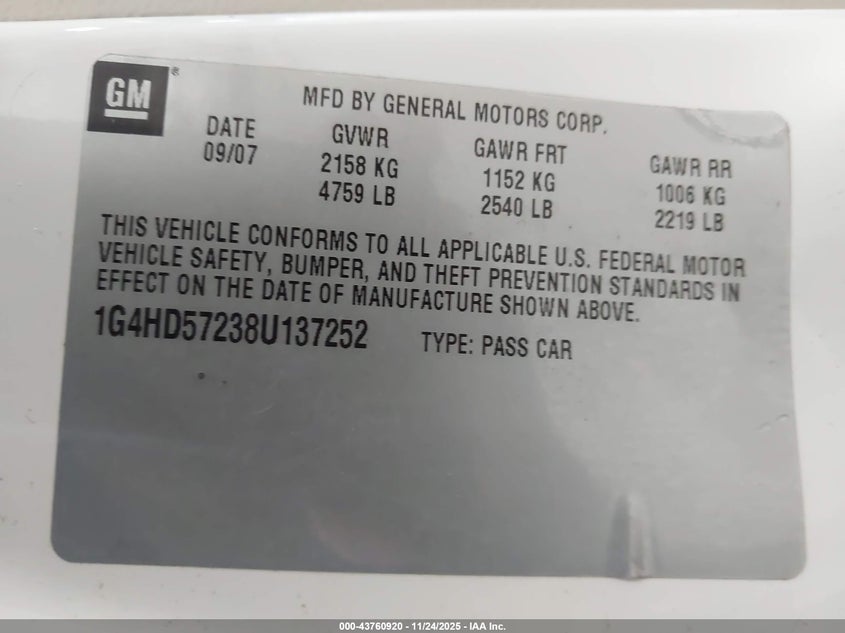 GM®
MFD BY GENERAL MOTORS CORP.
DATE GVWR GAWR FRT GAWR RR
09/07 2158 KG 1152 KG 1006 KG
4759 LB 2540 LB 2219 LB
THIS VEHICLE CONFORMS TO ALL APPLICABLE U.S. FEDERAL MOTOR
VEHICLE SAFETY, BUMPER, AND THEFT PREVENTION STANDARDS IN
EFFECT ON THE DATE OF MANUFACTURE SHOWN ABOVE.
1G4HD57238U137252 TYPE: PASS CAR
000-43760920 - 11/24/2025 - IAA Inc.